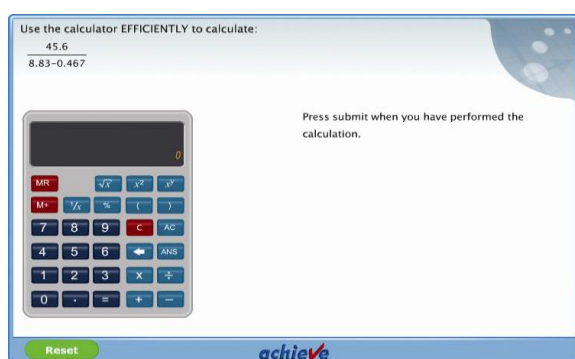 Use the calculator EFFICIENTLY to calculate:
45.6
8.83-0.467
Press submit when you have performed the
calculation.
0
MR √x x² xʸ
M+ ¹/x % ( )
7 8 9 C AC
4 5 6 ANS
1 2 3 x ÷
0 . = + −
Reset
achieve